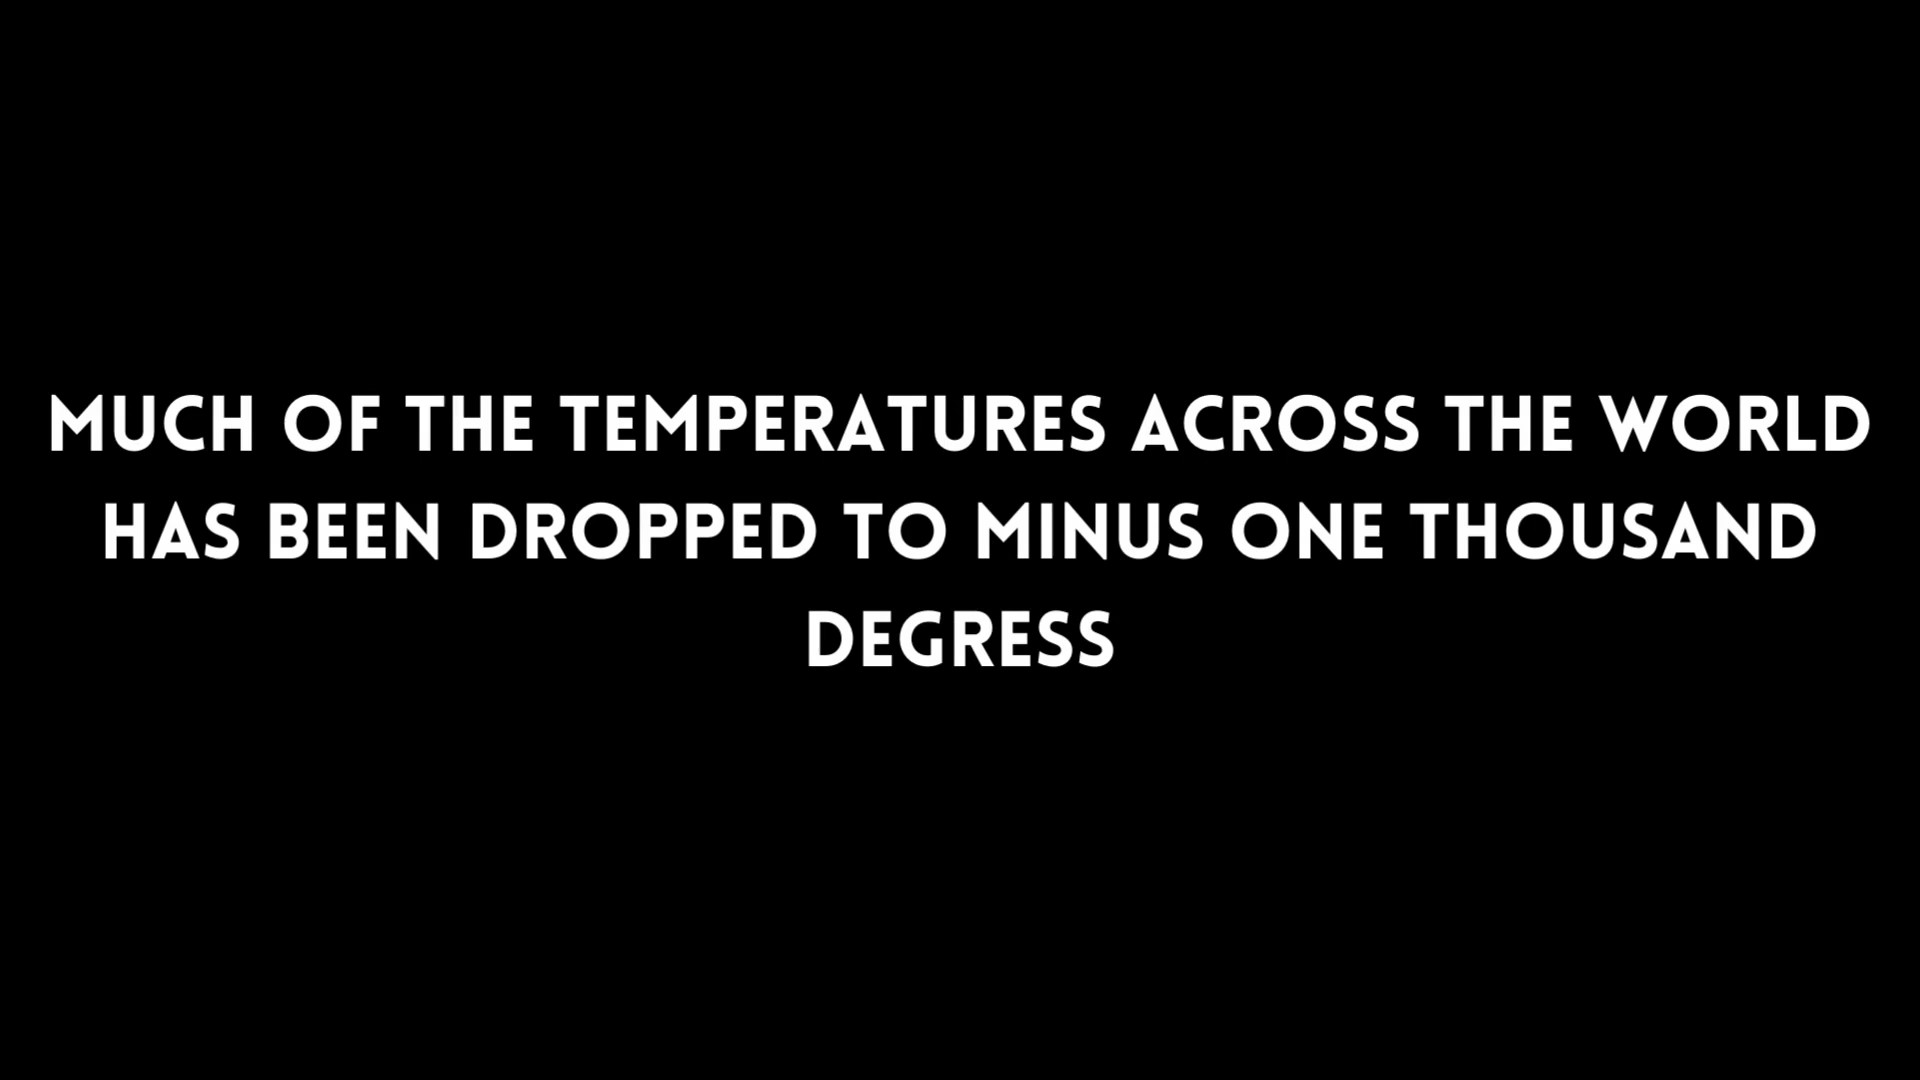 MUCH OF THE TEMPERATURES ACROSS THE WORLD
HAS BEEN DROPPED TO MINUS ONE THOUSAND
DEGRESS